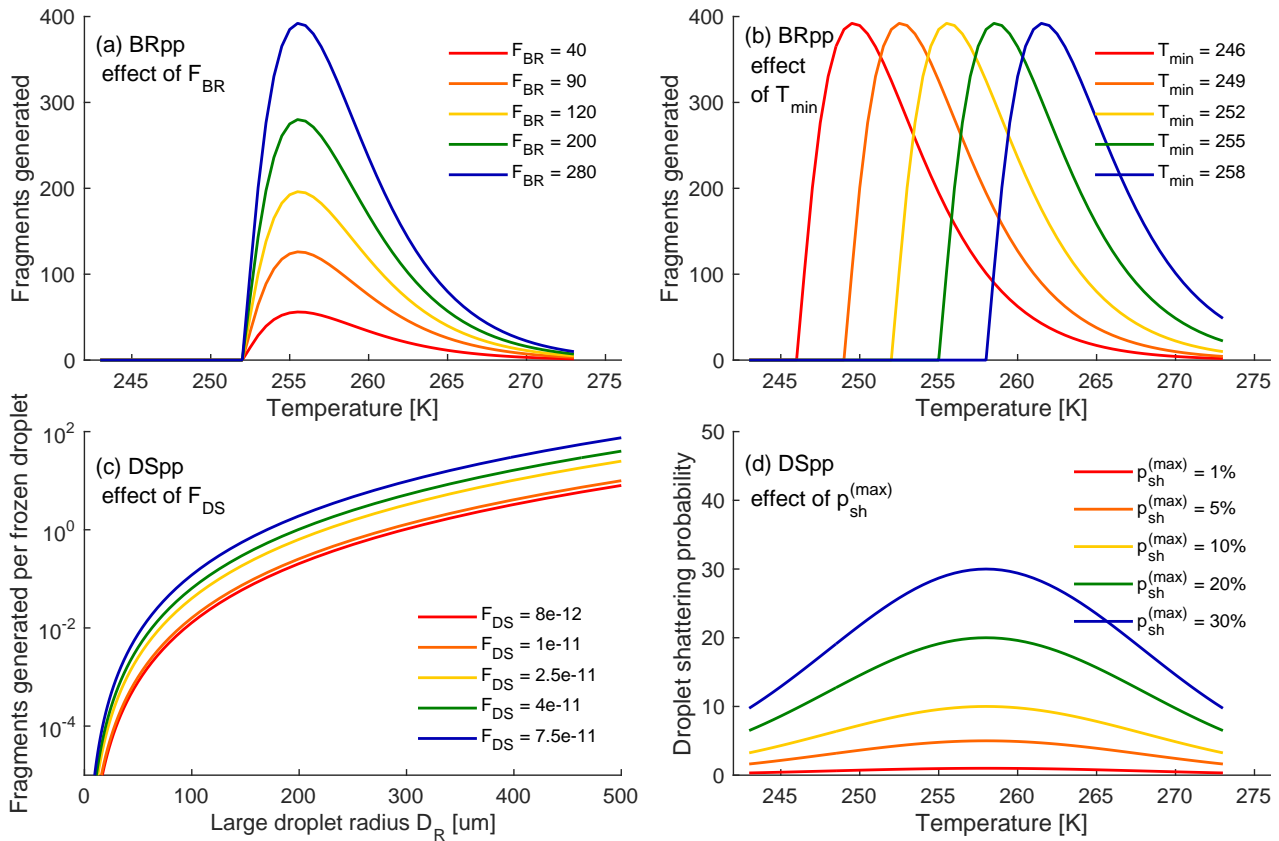 (a) BRpp
effect of F_BR
F_BR = 40
F_BR = 90
F_BR = 120
F_BR = 200
F_BR = 280
Fragments generated
400
300
200
100
0
245
250
255
260
265
270
275
Temperature [K]
(b) BRpp
effect
of T_min
T_min = 246
T_min = 249
T_min = 252
T_min = 255
T_min = 258
Fragments generated
400
300
200
100
0
245
250
255
260
265
270
275
Temperature [K]
(c) DSpp
effect of F_DS
F_DS = 8e-12
F_DS = 1e-11
F_DS = 2.5e-11
F_DS = 4e-11
F_DS = 7.5e-11
Fragments generated per frozen droplet
10^2
10^0
10^-2
10^-4
0
100
200
300
400
500
Large droplet radius D_R [um]
(d) DSpp
effect of p_sh^(max)
p_sh^(max) = 1%
p_sh^(max) = 5%
p_sh^(max) = 10%
p_sh^(max) = 20%
p_sh^(max) = 30%
Droplet shattering probability
50
40
30
20
10
0
245
250
255
260
265
270
275
Temperature [K]